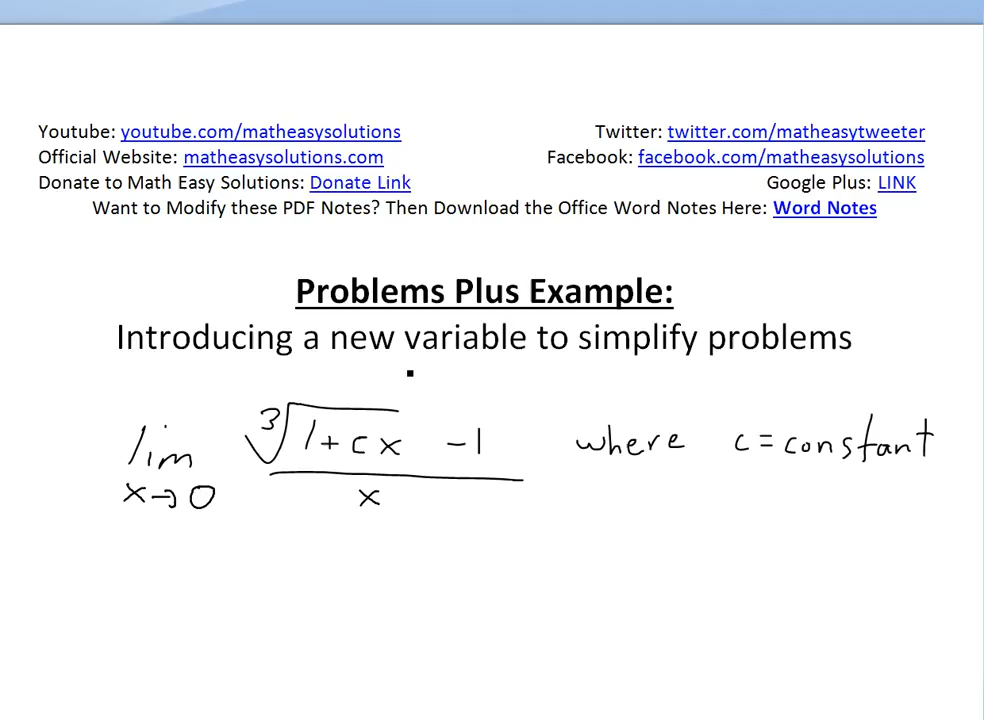 Youtube: youtube.com/matheasysolutions Twitter: twitter.com/matheasytweeter
Official Website: matheasysolutions.com Facebook: facebook.com/matheasysolutions
Donate to Math Easy Solutions: Donate Link Google Plus: LINK
Want to Modify these PDF Notes? Then Download the Office Word Notes Here: Word Notes
Problems Plus Example:
Introducing a new variable to simplify problems
lim x→0 (∛(1+cx) -1)/x where c = constant